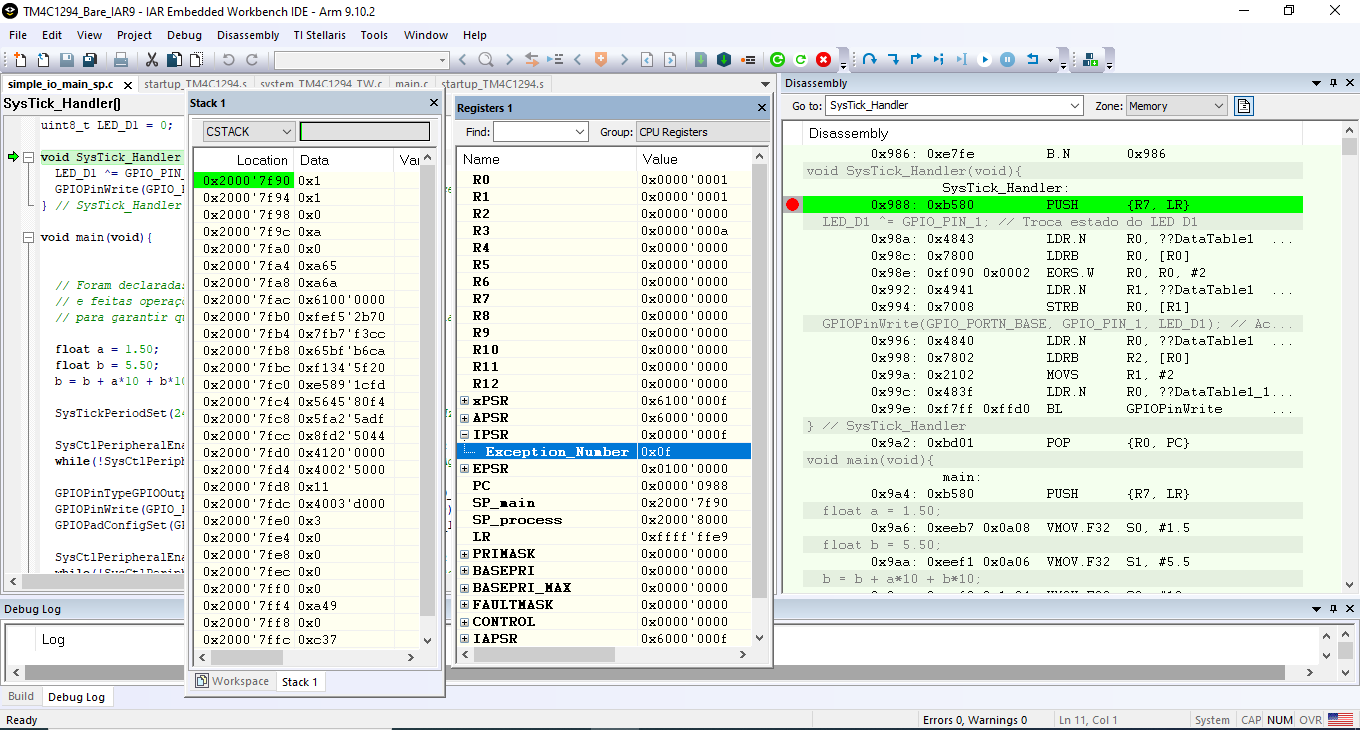 TM4C1294_Bare_IAR9 - IAR Embedded Workbench IDE - Arm 9.10.2
File Edit View Project Debug Disassembly TI Stellaris Tools Window Help
simple_io_main_sp.c startup_TM4C1294.s system_TM4C1294_TW.c main.c startup_TM4C1294.s
SysTick_Handler()
uint8_t LED_D1 = 0;
void SysTick_Handler
LED_D1 ^= GPIO_PIN_
GPIOPinWrite(GPIO_
} // SysTick_Handler
void main(void){
// Foram declaradas
// e feitas operaço
// para garantir qu
float a = 1.50;
float b = 5.50;
b = b + a*10 + b*10
SysTickPeriodSet(24
SysCtlPeripheralEna
while(!SysCtlPeriph
GPIOPinTypeGPIOOutp
GPIOPinWrite(GPIO_
GPIOPadConfigSet(GP
SysCtlPeripheralEna
while(!SysCtlPeriph
Stack 1
CSTACK
Location Data Var
0x2000'7f90 0x1
0x2000'7f94 0x1
0x2000'7f98 0x0
0x2000'7f9c 0xa
0x2000'7fa0 0x0
0x2000'7fa4 0xa65
0x2000'7fa8 0xa6a
0x2000'7fac 0x6100'0000
0x2000'7fb0 0xfef5'2b70
0x2000'7fb4 0x7fb7'f3cc
0x2000'7fb8 0x65bf'b6ca
0x2000'7fbc 0xf134'5f20
0x2000'7fc0 0xe589'1cfd
0x2000'7fc4 0x5645'80f4
0x2000'7fc8 0x5fa2'5adf
0x2000'7fcc 0x8fd2'5044
0x2000'7fd0 0x4120'0000
0x2000'7fd4 0x4002'5000
0x2000'7fd8 0x11
0x2000'7fdc 0x4003'd000
0x2000'7fe0 0x3
0x2000'7fe4 0x0
0x2000'7fe8 0x0
0x2000'7fec 0x0
0x2000'7ff0 0x0
0x2000'7ff4 0xa49
0x2000'7ff8 0x0
0x2000'7ffc 0xc37
Workspace Stack 1
Registers 1
Find: Group: CPU Registers
Name Value
R0 0x0000'0001
R1 0x0000'0001
R2 0x0000'0000
R3 0x0000'000a
R4 0x0000'0000
R5 0x0000'0000
R6 0x0000'0000
R7 0x0000'0000
R8 0x0000'0000
R9 0x0000'0000
R10 0x0000'0000
R11 0x0000'0000
R12 0x0000'0000
xPSR 0x6100'000f
APSR 0x6000'0000
IPSR 0x0000'000f
Exception_Number 0x0f
EPSR 0x0100'0000
PC 0x0000'0988
SP_main 0x2000'7f90
SP_process 0x2000'8000
LR 0xffff'ffe9
PRIMASK 0x0000'0000
BASEPRI 0x0000'0000
BASEPRI_MAX 0x0000'0000
FAULTMASK 0x0000'0000
CONTROL 0x0000'0000
IAPSR 0x6000'000f
Disassembly
Go to: SysTick_Handler Zone: Memory
Disassembly
0x986: 0xe7fe B.N 0x986
void SysTick_Handler(void){
SysTick_Handler:
0x988: 0xb580 PUSH {R7, LR}
LED_D1 ^= GPIO_PIN_1; // Troca estado do LED D1
0x98a: 0x4843 LDR.N R0, ??DataTable1 ...
0x98c: 0x7800 LDRB R0, [R0]
0x98e: 0xf090 0x0002 EORS.W R0, R0, #2
0x992: 0x4941 LDR.N R1, ??DataTable1 ...
0x994: 0x7008 STRB R0, [R1]
GPIOPinWrite(GPIO_PORTN_BASE, GPIO_PIN_1, LED_D1); // Ac...
0x996: 0x4840 LDR.N R0, ??DataTable1 ...
0x998: 0x7802 LDRB R2, [R0]
0x99a: 0x2102 MOVS R1, #2
0x99c: 0x483f LDR.N R0, ??DataTable1_1...
0x99e: 0xf7ff 0xffd0 BL GPIOPinWrite ...
} // SysTick_Handler
0x9a2: 0xbd01 POP {R0, PC}
void main(void){
main:
0x9a4: 0xb580 PUSH {R7, LR}
float a = 1.50;
0x9a6: 0xeeb7 0x0a08 VMOV.F32 S0, #1.5
float b = 5.50;
0x9aa: 0xeef1 0x0a06 VMOV.F32 S1, #5.5
b = b + a*10 + b*10;
Debug Log
Log
Build Debug Log
Ready Errors 0, Warnings 0 Ln 11, Col 1 System CAP NUM OVR